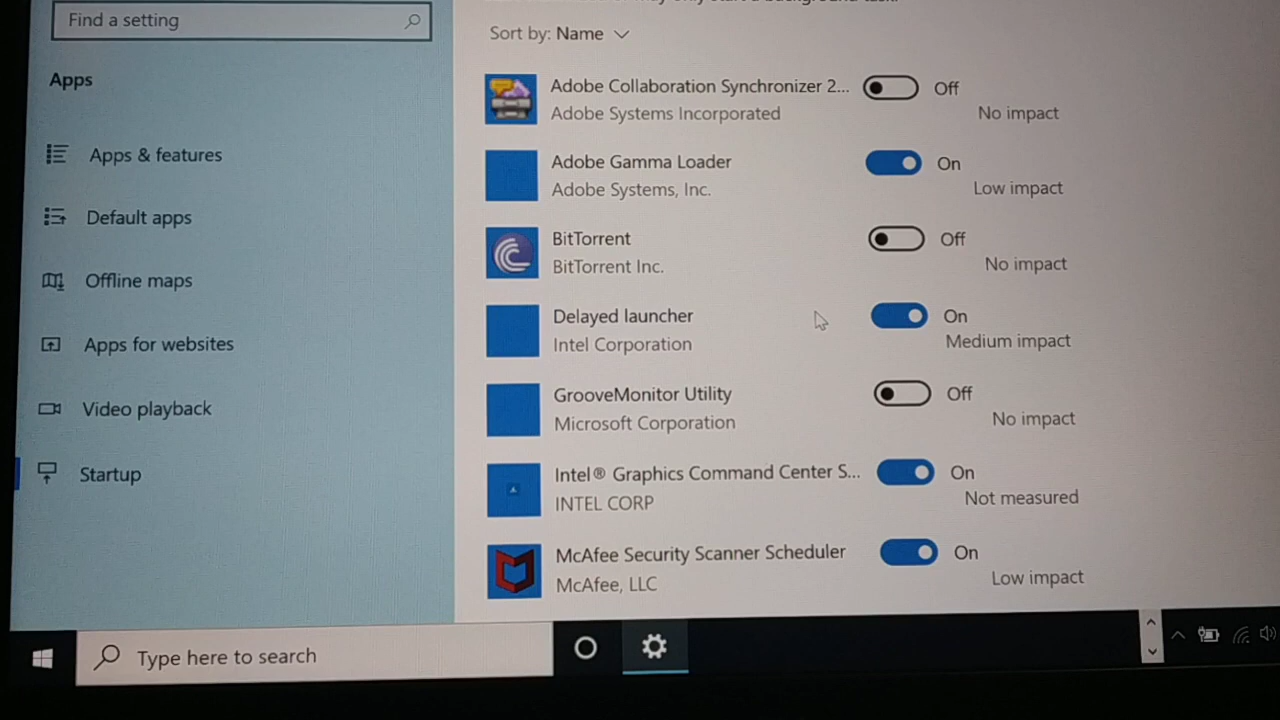 Find a setting
Apps
Apps & features
Default apps
Offline maps
Apps for websites
Video playback
Startup
Sort by: Name
Adobe Collaboration Synchronizer 2...
Off
Adobe Systems Incorporated
No impact
Adobe Gamma Loader
On
Adobe Systems, Inc.
Low impact
BitTorrent
Off
BitTorrent Inc.
No impact
Delayed launcher
On
Intel Corporation
Medium impact
GrooveMonitor Utility
Off
Microsoft Corporation
No impact
Intel® Graphics Command Center S...
On
INTEL CORP
Not measured
McAfee Security Scanner Scheduler
On
McAfee, LLC
Low impact
Type here to search